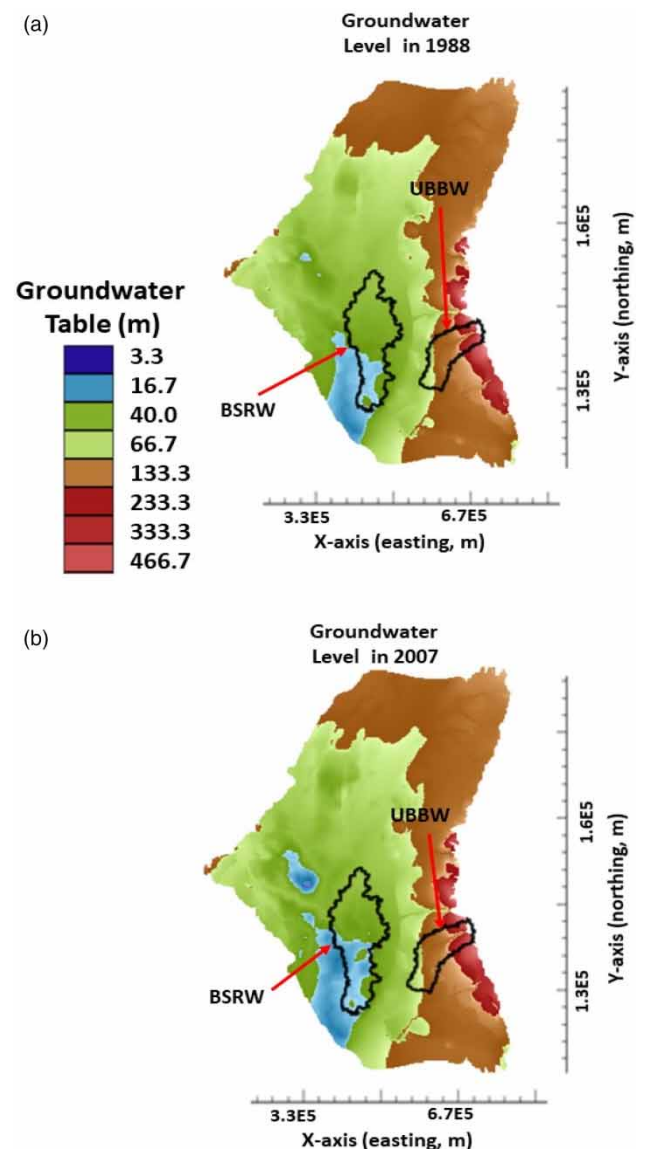 (a)
Groundwater
Level in 1988
UBBW
1.6E5
Y-axis (northing, m)
Groundwater
Table (m)
3.3
16.7
40.0
66.7
133.3
233.3
333.3
466.7
BSRW
1.3E5
3.3E5
6.7E5
X-axis (easting, m)
(b)
Groundwater
Level in 2007
UBBW
1.6E5
Y-axis (northing, m)
BSRW
1.3E5
3.3E5
6.7E5
X-axis (easting, m)